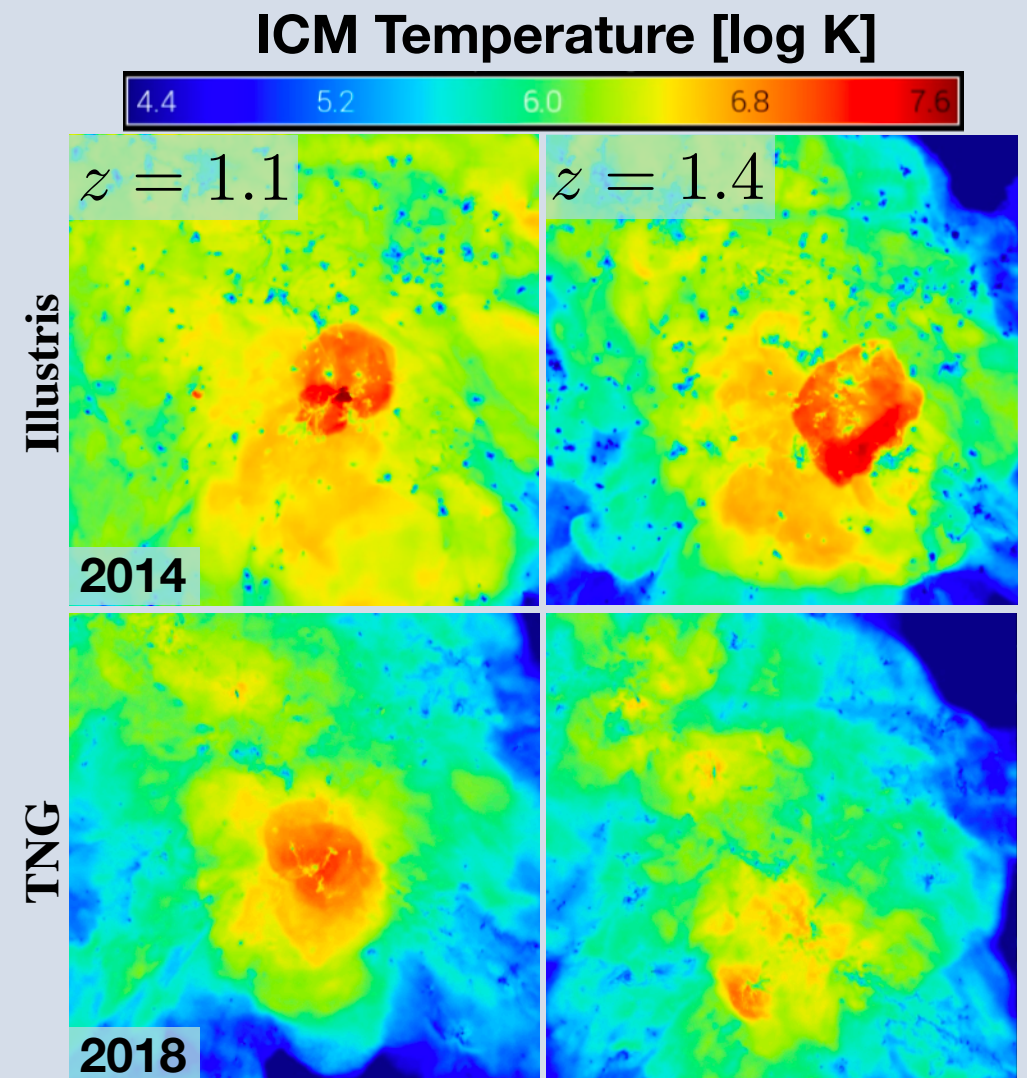 ICM Temperature [log K]
4.4 5.2 6.0 6.8 7.6
z = 1.1 z = 1.4
Illustris
2014
TNG
2018